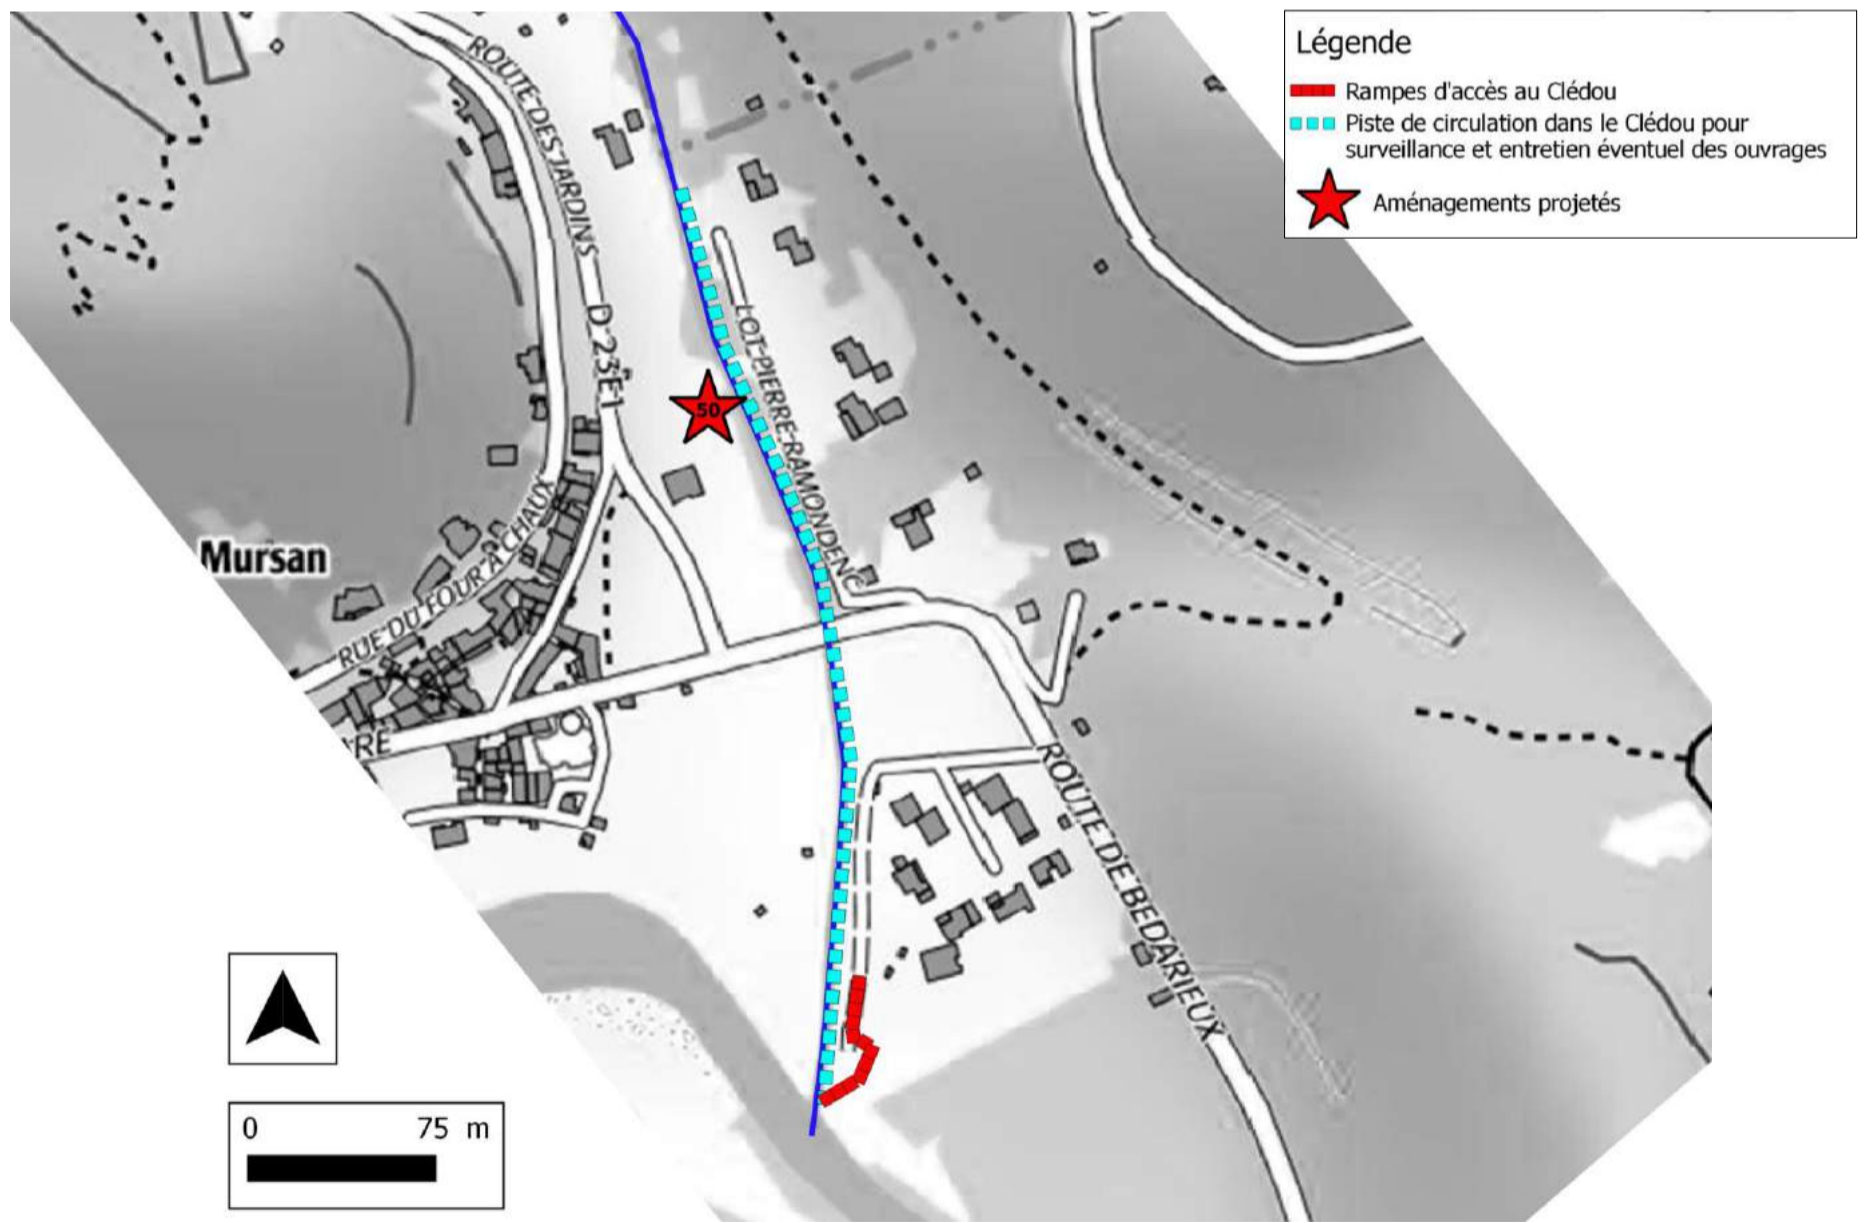 Légende
Rampes d'accès au Clédou
Piste de circulation dans le Clédou pour
surveillance et entretien éventuel des ouvrages
Aménagements projetés
ROUTE DES JARDINS
D 23E1
LOT PIERRE RAMONDENC
50
Mursan
RUE DU FOUR A CHAUX
RE
ROUTE DE BEDARIEUX
0 75 m